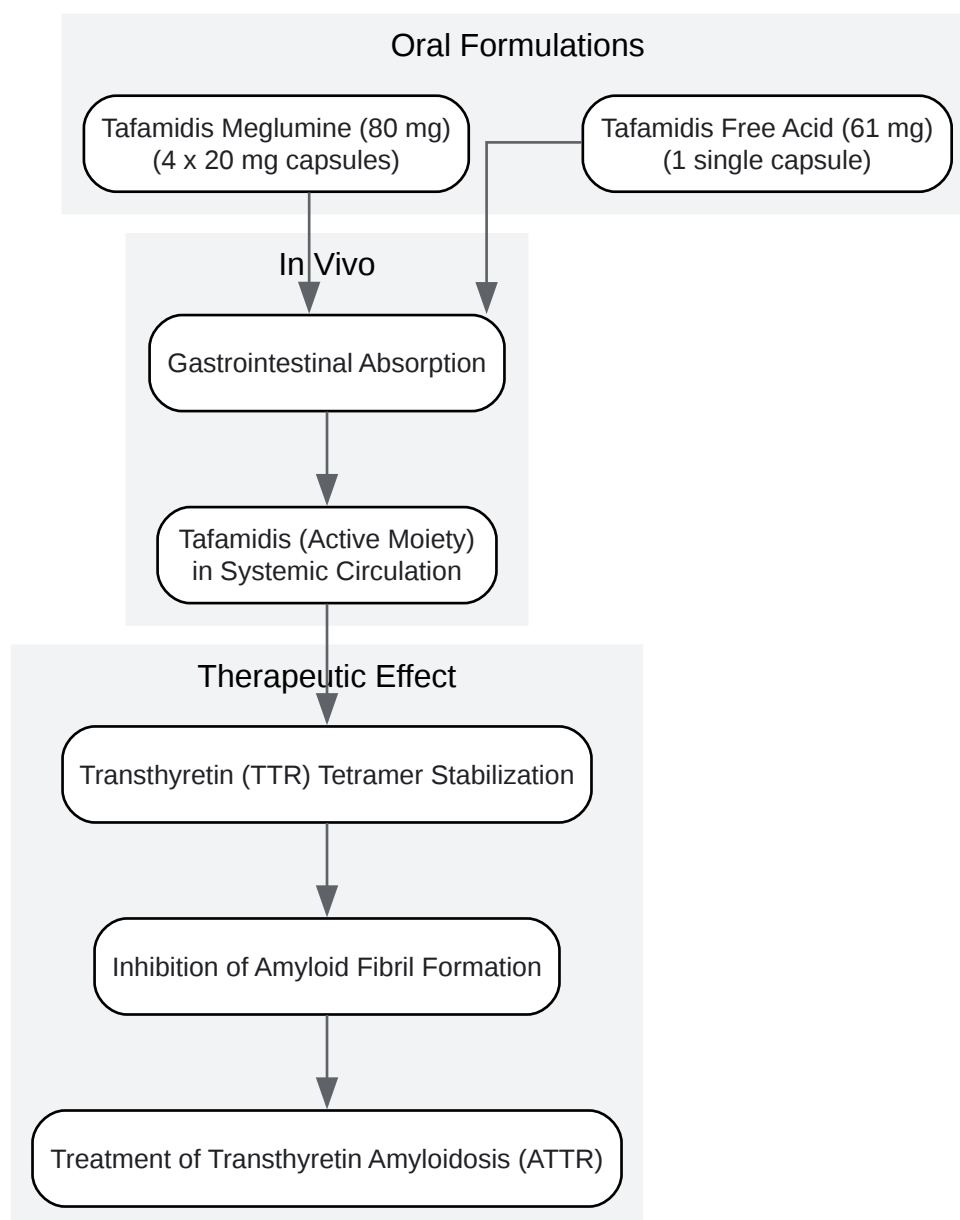 Oral Formulations
Tafamidis Meglumine (80 mg)
(4 x 20 mg capsules)
Tafamidis Free Acid (61 mg)
(1 single capsule)
In Vivo
Gastrointestinal Absorption
Tafamidis (Active Moiety)
in Systemic Circulation
Therapeutic Effect
Transthyretin (TTR) Tetramer Stabilization
Inhibition of Amyloid Fibril Formation
Treatment of Transthyretin Amyloidosis (ATTR)